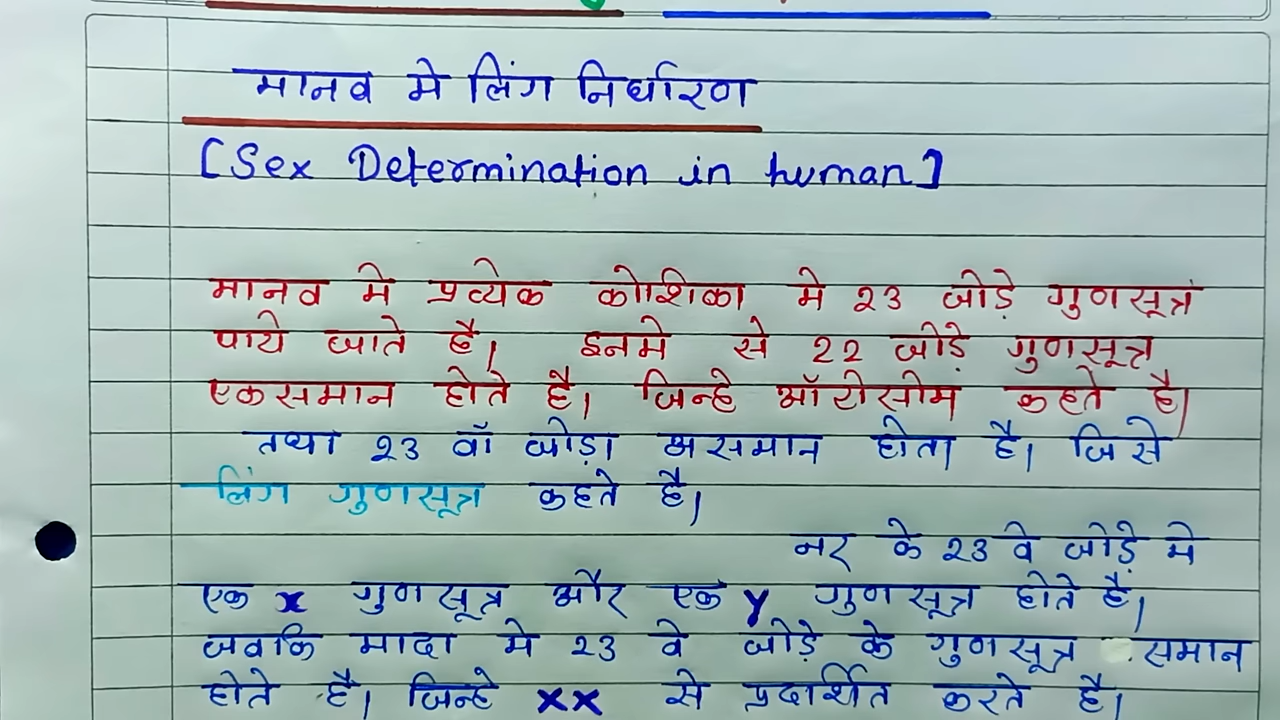 मानव मे लिंग निर्धारण
[Sex Determination in human]
मानव मे प्रत्येक कोशिका मे 23 जोड़े गुणसूत्र
पाये जाते है। इनमे से 22 जोड़े गुणसूत्र
एकसमान होते है। जिन्हे ऑटोसोम कहते है।
तथा 23 वॉ जोड़ा असमान होता है। जिसे
लिंग गुणसूत्र कहते है।
नर के 23 वे जोड़े मे
एक x गुणसूत्र और एक y गुणसूत्र होते है।
जबकि मादा मे 23 वे जोड़े के गुणसूत्र समान
होते है। जिन्हे xx से प्रदार्शित करते है।